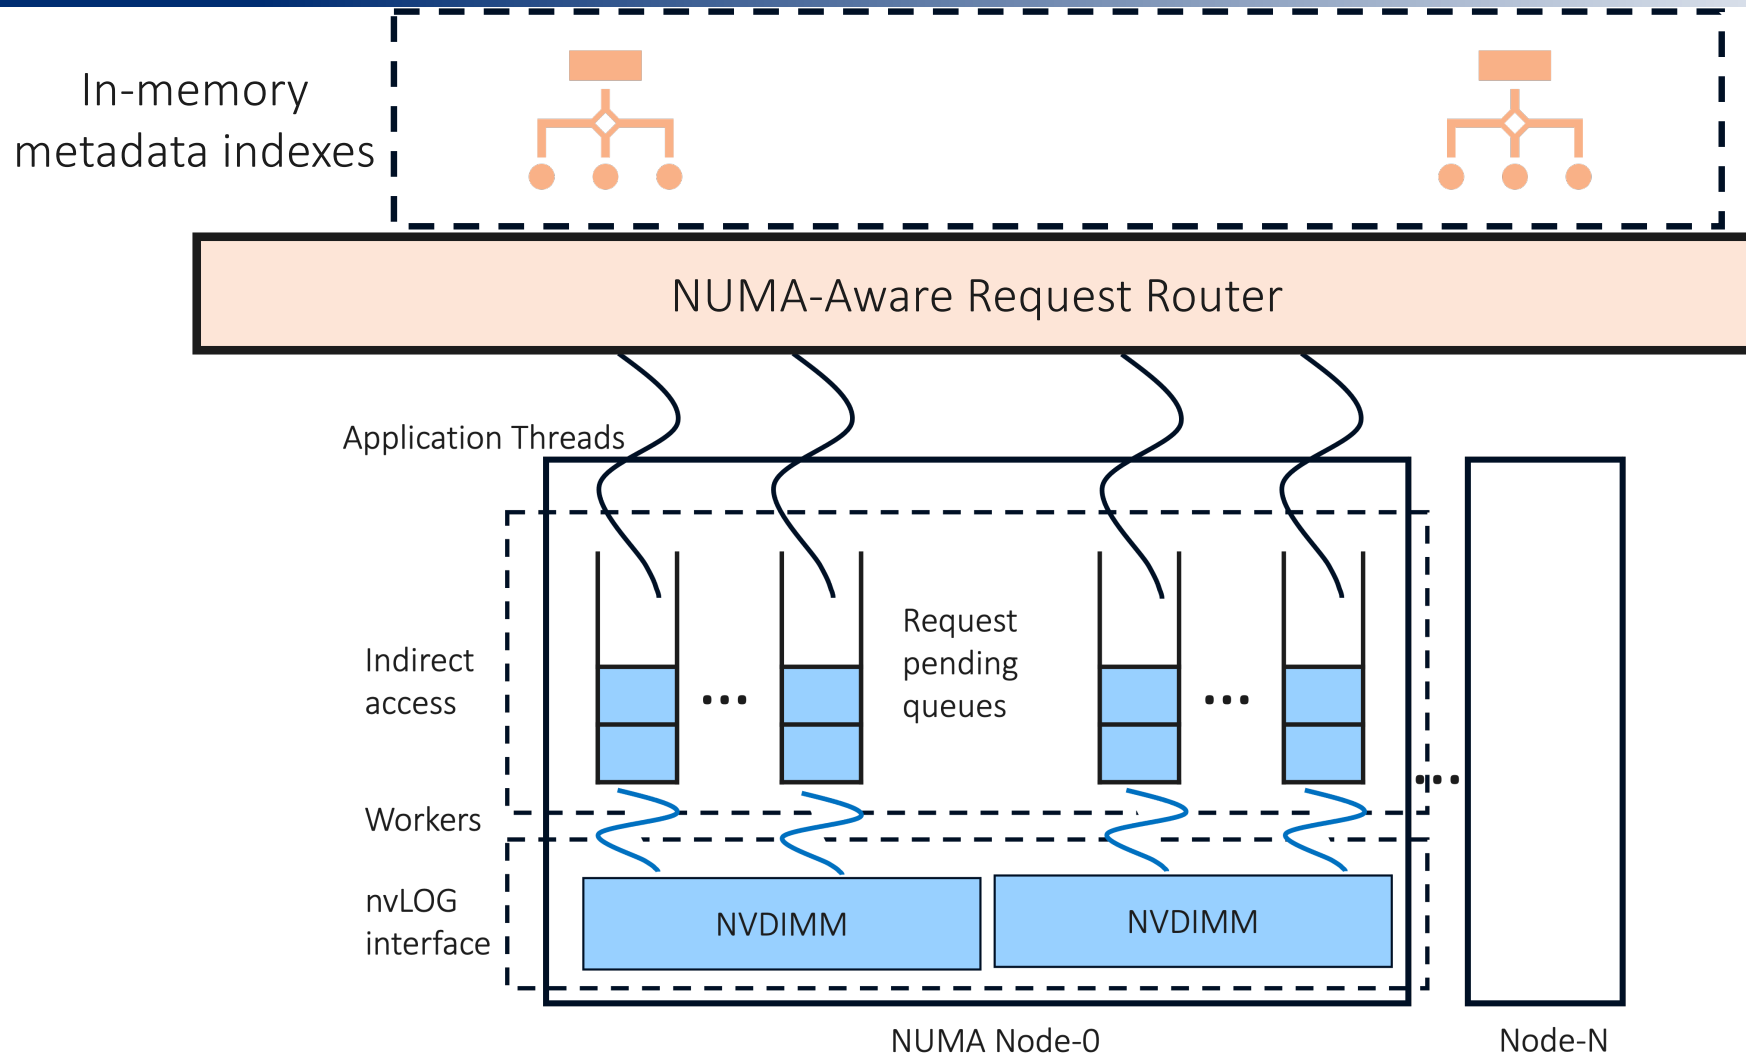 In-memory
metadata indexes
NUMA-Aware Request Router
Application Threads
Request
pending
queues
Indirect
access
...
...
...
Workers
nvLOG
interface
NVDIMM
NVDIMM
NUMA Node-0
Node-N